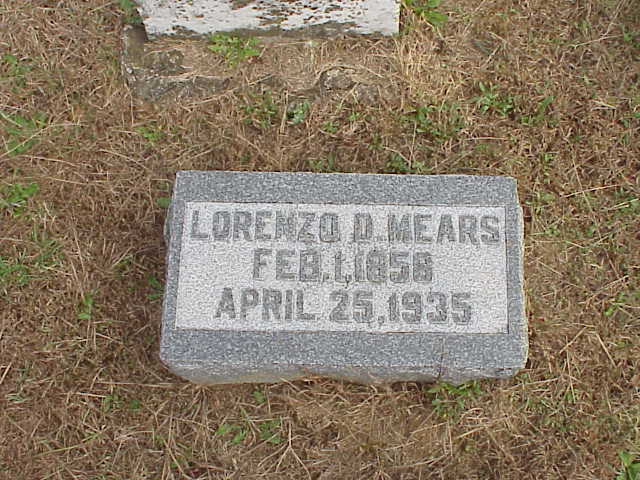 LORENZO D. MEARS
FEB. 1, 1858
APRIL 25, 1935